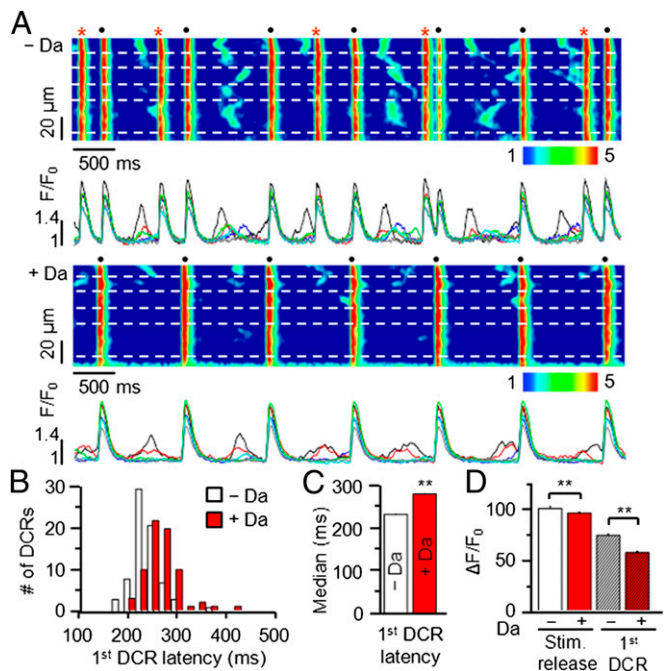 A
* • * • • * • * • • * •
– Da
20 µm
500 ms
1 5
F/F0
1.4
1
• • • • • • •
+ Da
20 µm
500 ms
1 5
F/F0
1.4
1
B
# of DCRs
30
20
10
0
– Da
+ Da
100 200 300 400 500
1st DCR latency (ms)
C
Median (ms)
300
200
100
0
**
– Da
+ Da
1st DCR
latency
D
ΔF/F0
100
75
50
25
0
** **
Da – + – +
Stim. release
1st DCR